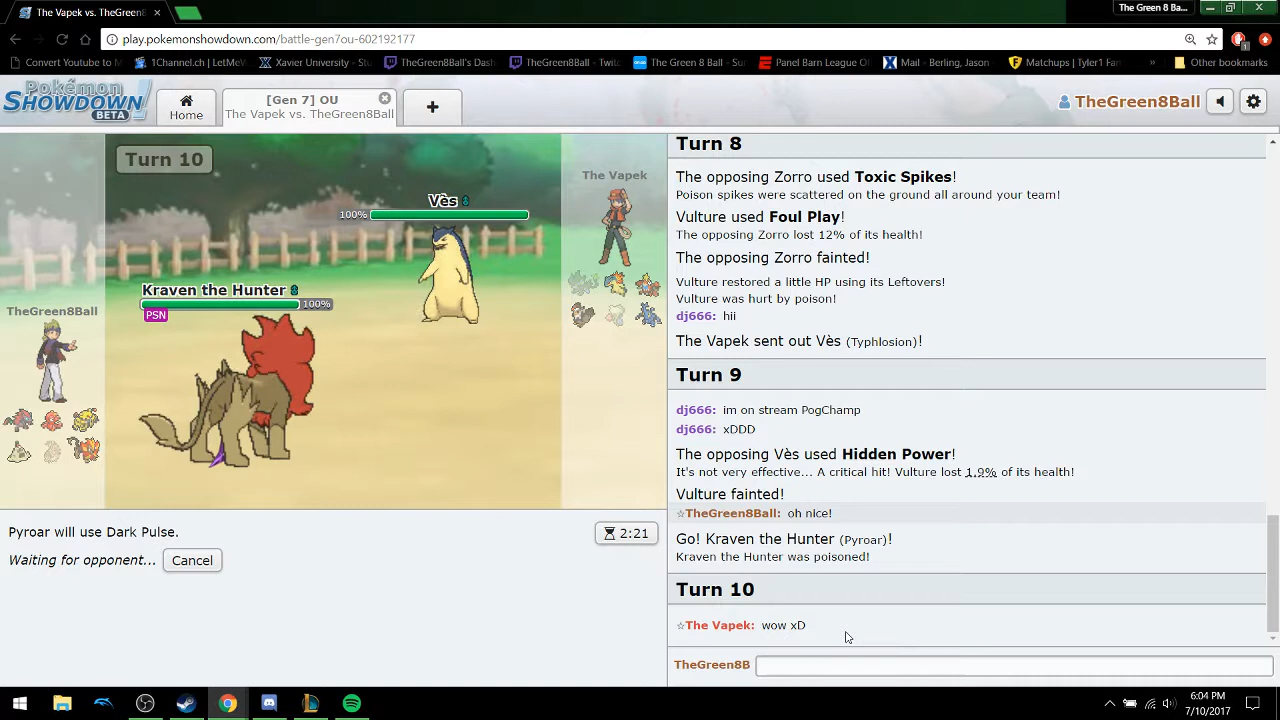 The Vapek vs. TheGreen8
The Green 8 Ba...
play.pokemonshowdown.com/battle-gen7ou-602192177
Convert Youtube to M
1Channel.ch | LetMeW
Xavier University - Stu
TheGreen8Ball's Dash
TheGreen8Ball - Twitc
The Green 8 Ball - Sur
Panel Barn League Of
Mail - Berling, Jason -
Matchups | Tyler1 Fan
Other bookmarks
Pokémon
SHOWDOWN!
BETA
Home
[Gen 7] OU
The Vapek vs. TheGreen8Ball
TheGreen8Ball
Turn 10
The Vapek
Vès
100%
Kraven the Hunter
100%
PSN
TheGreen8Ball
Pyroar will use Dark Pulse.
2:21
Waiting for opponent...
Cancel
Turn 8
The opposing Zorro used Toxic Spikes!
Poison spikes were scattered on the ground all around your team!
Vulture used Foul Play!
The opposing Zorro lost 12% of its health!
The opposing Zorro fainted!
Vulture restored a little HP using its Leftovers!
Vulture was hurt by poison!
dj666: hii
The Vapek sent out Vès (Typhlosion)!
Turn 9
dj666: im on stream PogChamp
dj666: xDDD
The opposing Vès used Hidden Power!
It's not very effective... A critical hit! Vulture lost 1.9% of its health!
Vulture fainted!
☆TheGreen8Ball: oh nice!
Go! Kraven the Hunter (Pyroar)!
Kraven the Hunter was poisoned!
Turn 10
☆The Vapek: wow xD
TheGreen8B
6:04 PM
7/10/2017